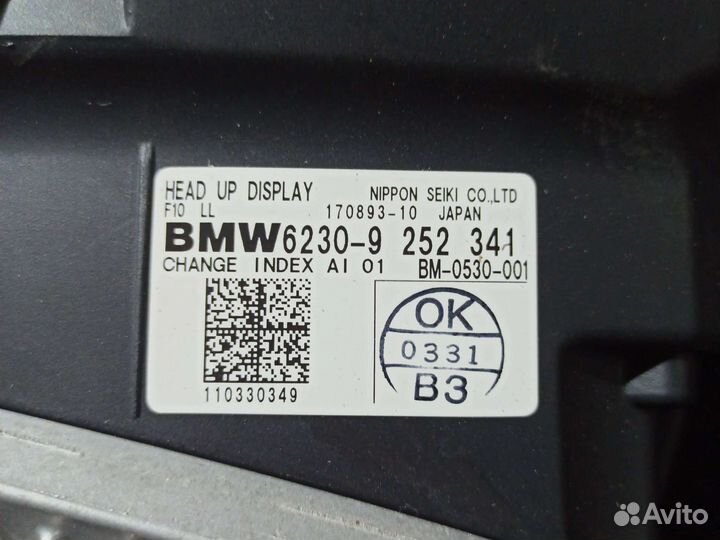 HEAD UP DISPLAY NIPPON SEIKI CO.,LTD
F10 LL 170893-10 JAPAN
BMW6230-9 252 341
CHANGE INDEX AI 01 BM-0530-001
110330349
OK
0331
B3
Avito